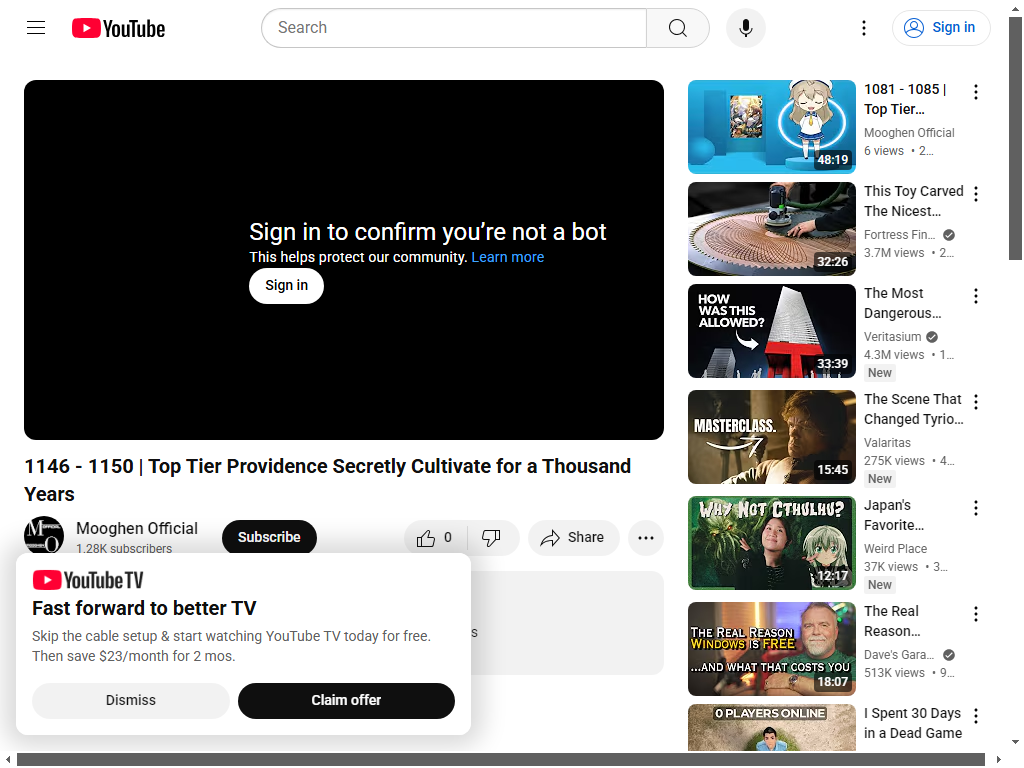 YouTube
Search
Sign in
Sign in to confirm you’re not a bot
This helps protect our community. Learn more
Sign in
1146 - 1150 | Top Tier Providence Secretly Cultivate for a Thousand
Years
Mooghen Official
1.28K subscribers
Subscribe
0
Share
s
YouTube TV
Fast forward to better TV
Skip the cable setup & start watching YouTube TV today for free.
Then save $23/month for 2 mos.
Dismiss
Claim offer
48:19
1081 - 1085 |
Top Tier…
Mooghen Official
6 views • 2…
32:26
This Toy Carved
The Nicest…
Fortress Fin…
3.7M views • 2…
HOW
WAS THIS
ALLOWED?
33:39
The Most
Dangerous…
Veritasium
4.3M views • 1…
New
MASTERCLASS.
15:45
The Scene That
Changed Tyrio…
Valaritas
275K views • 4…
New
WHY NOT CTHULHU?
12:17
Japan's
Favorite…
Weird Place
37K views • 3…
New
THE REAL REASON
WINDOWS IS FREE
...AND WHAT THAT COSTS YOU
18:07
The Real
Reason…
Dave's Gara…
513K views • 9…
0 PLAYERS ONLINE
I Spent 30 Days
in a Dead Game